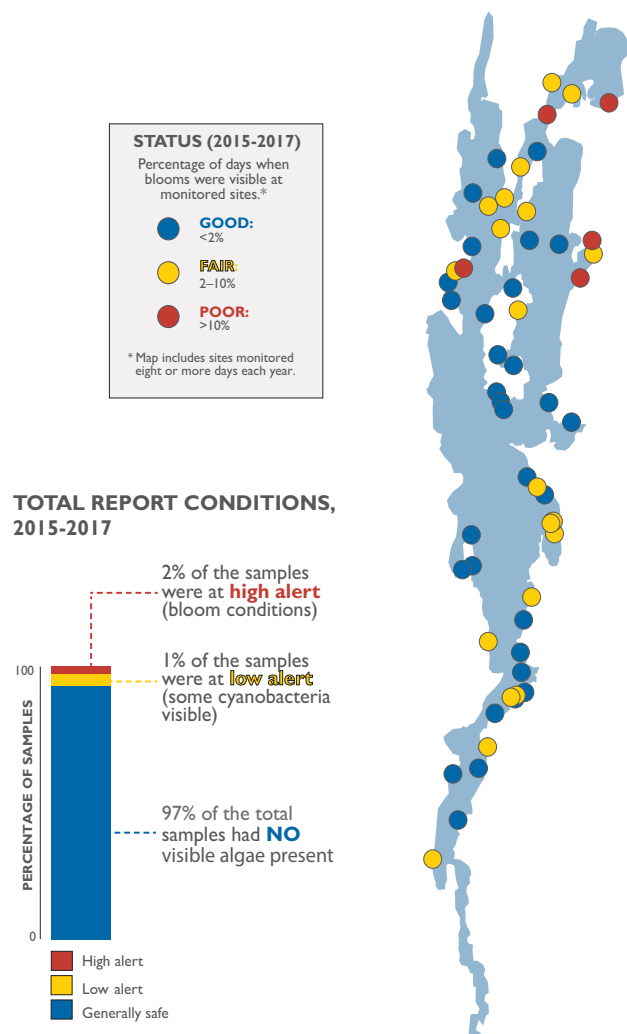 STATUS (2015-2017)
Percentage of days when
blooms were visible at
monitored sites.*
GOOD:
<2%
FAIR:
2–10%
POOR:
>10%
* Map includes sites monitored
eight or more days each year.
TOTAL REPORT CONDITIONS,
2015-2017
2% of the samples
were at high alert
(bloom conditions)
1% of the samples
were at low alert
(some cyanobacteria
visible)
97% of the total
samples had NO
visible algae present
100
PERCENTAGE OF SAMPLES
0
High alert
Low alert
Generally safe